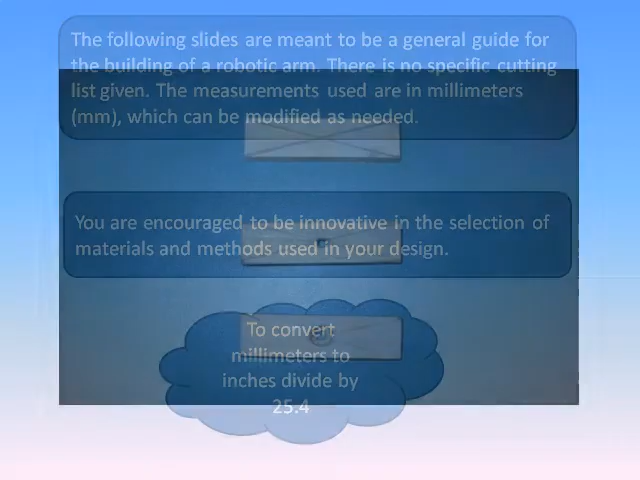 The following slides are meant to be a general guide for
the building of a robotic arm. There is no specific cutting
list given. The measurements used are in millimeters
(mm), which can be modified as needed.
You are encouraged to be innovative in the selection of
materials and methods used in your design.
To convert
millimeters to
inches divide by
25.4